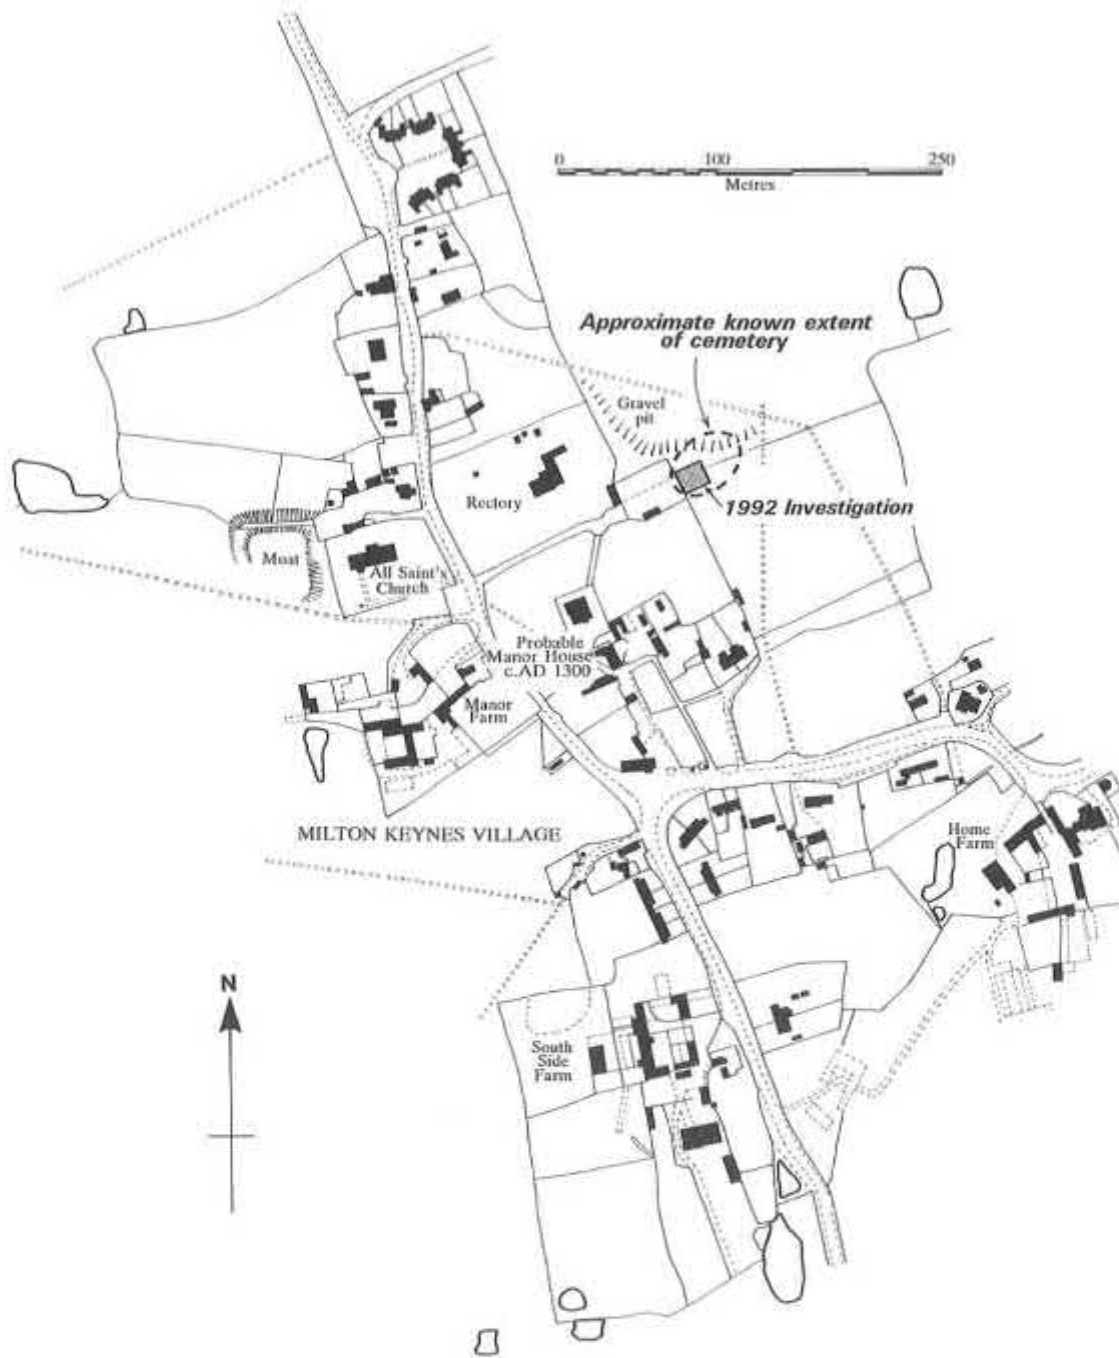 0 100 250
Metres
Approximate known extent
of cemetery
Gravel
pit
1992 Investigation
Rectory
Moat
All Saint's
Church
Probable
Manor House
c.AD 1300
Manor
Farm
MILTON KEYNES VILLAGE
Home
Farm
N
South
Side
Farm